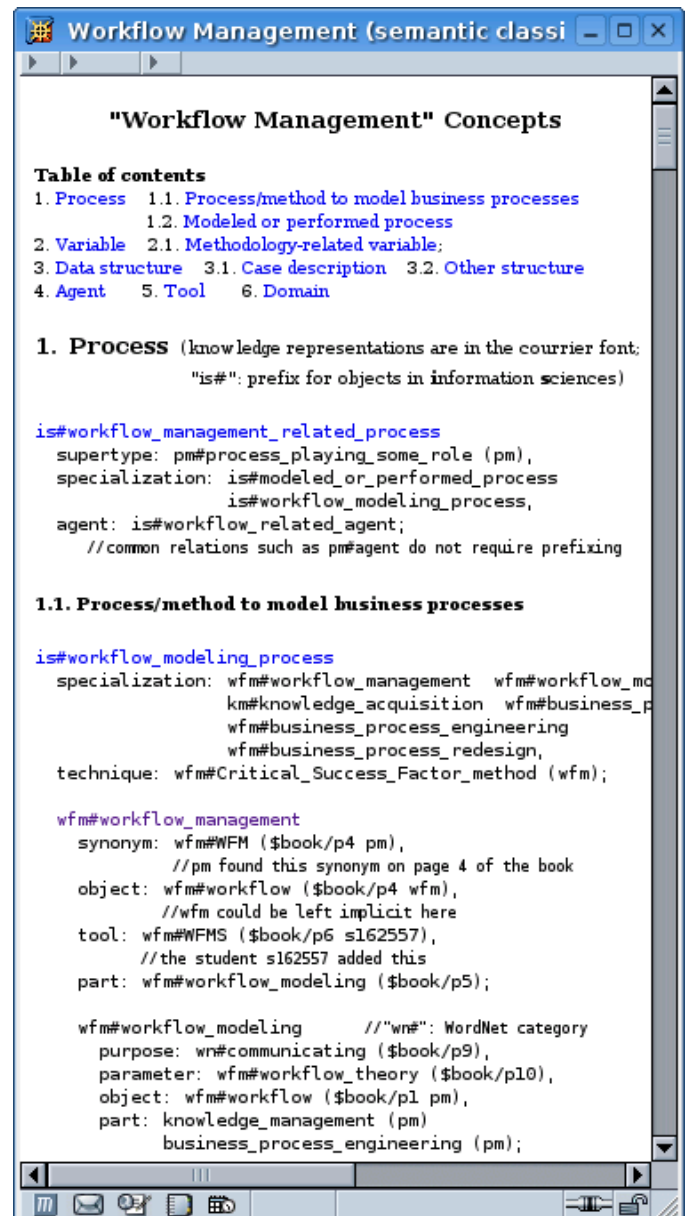 Workflow Management (semantic classi
"Workflow Management" Concepts
Table of contents
1. Process 1.1. Process/method to model business processes
1.2. Modeled or performed process
2. Variable 2.1. Methodology-related variable;
3. Data structure 3.1. Case description 3.2. Other structure
4. Agent 5. Tool 6. Domain
1. Process (knowledge representations are in the courrier font;
"is#": prefix for objects in information sciences)
is#workflow_management_related_process
supertype: pm#process_playing_some_role (pm),
specialization: is#modeled_or_performed_process
is#workflow_modeling_process,
agent: is#workflow_related_agent;
//common relations such as pm#agent do not require prefixing
1.1. Process/method to model business processes
is#workflow_modeling_process
specialization: wfm#workflow_management wfm#workflow_mo
km#knowledge_acquisition wfm#business_p
wfm#business_process_engineering
wfm#business_process_redesign,
technique: wfm#Critical_Success_Factor_method (wfm);
wfm#workflow_management
synonym: wfm#WFM ($book/p4 pm),
//pm found this synonym on page 4 of the book
object: wfm#workflow ($book/p4 wfm),
//wfm could be left implicit here
tool: wfm#WFMS ($book/p6 s162557),
//the student s162557 added this
part: wfm#workflow_modeling ($book/p5);
wfm#workflow_modeling //"wn#": WordNet category
purpose: wn#communicating ($book/p9),
parameter: wfm#workflow_theory ($book/p10),
object: wfm#workflow ($book/p1 pm),
part: knowledge_management (pm)
business_process_engineering (pm);